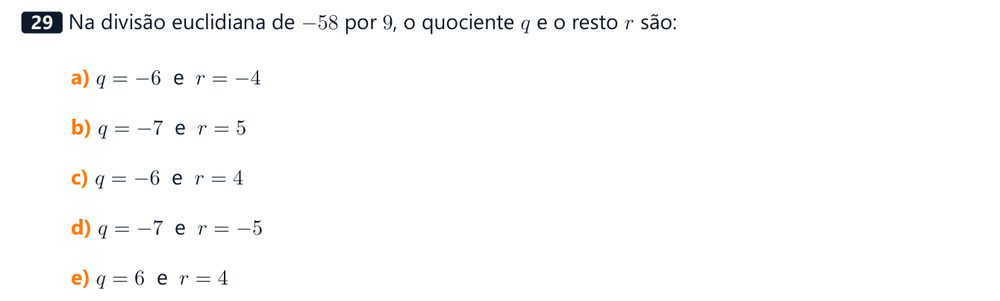 29 Na divisão euclidiana de −58 por 9, o quociente q e o resto r são:
a) q = −6 e r = −4
b) q = −7 e r = 5
c) q = −6 e r = 4
d) q = −7 e r = −5
e) q = 6 e r = 4